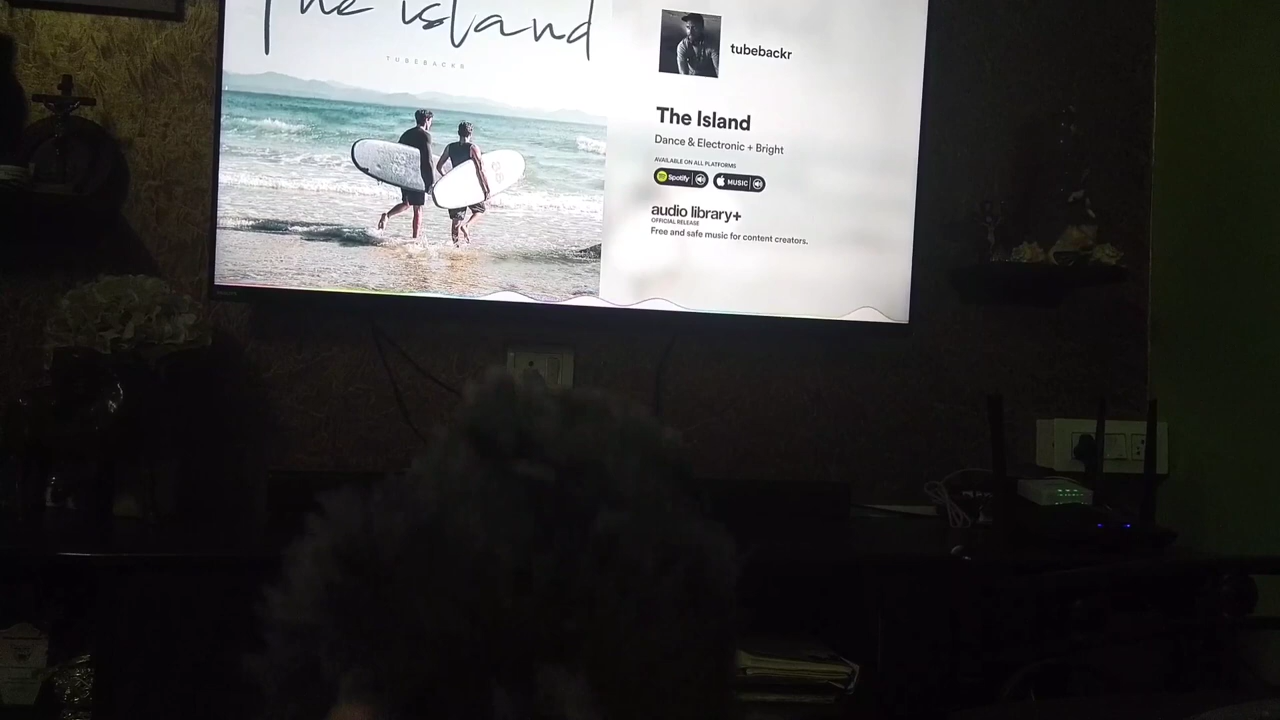 The island
TUBEBACKR
tubebackr
The Island
Dance & Electronic + Bright
AVAILABLE ON ALL PLATFORMS
Spotify
MUSIC
audio library+
OFFICIAL RELEASE
Free and safe music for content creators.